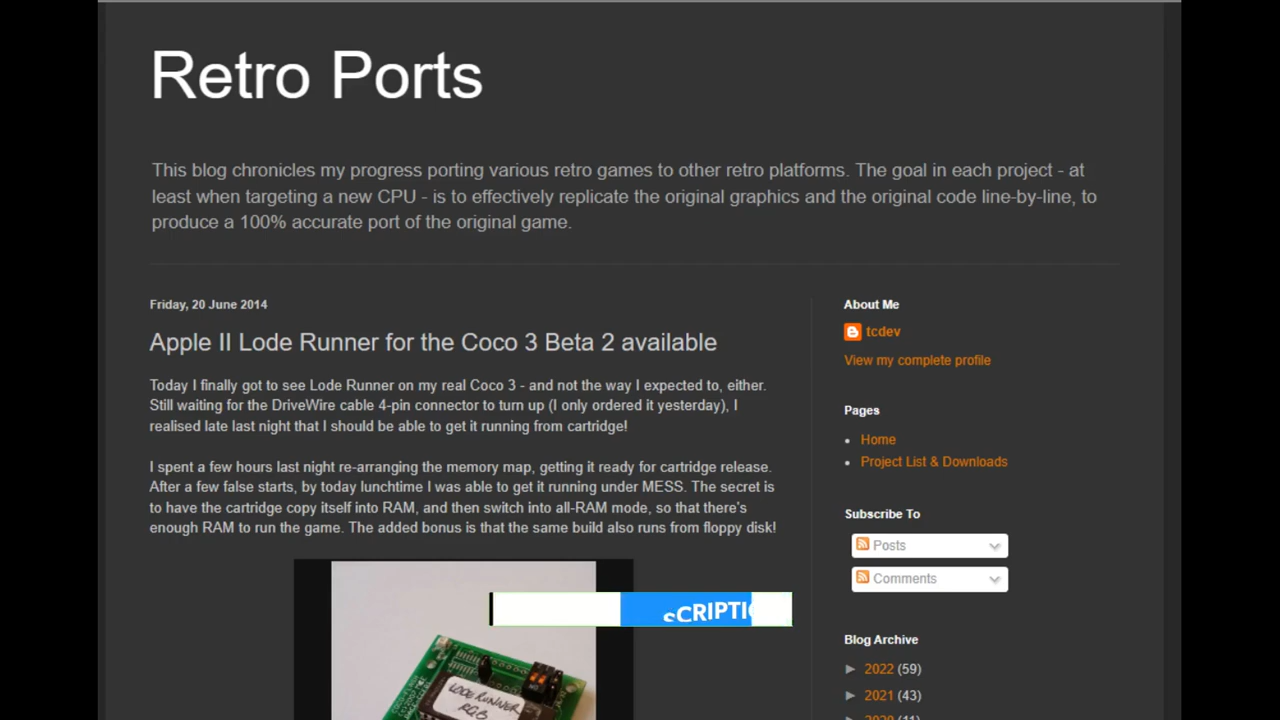 Retro Ports
This blog chronicles my progress porting various retro games to other retro platforms. The goal in each project - at
least when targeting a new CPU - is to effectively replicate the original graphics and the original code line-by-line, to
produce a 100% accurate port of the original game.
Friday, 20 June 2014
Apple II Lode Runner for the Coco 3 Beta 2 available
Today I finally got to see Lode Runner on my real Coco 3 - and not the way I expected to, either.
Still waiting for the DriveWire cable 4-pin connector to turn up (I only ordered it yesterday), I
realised late last night that I should be able to get it running from cartridge!
I spent a few hours last night re-arranging the memory map, getting it ready for cartridge release.
After a few false starts, by today lunchtime I was able to get it running under MESS. The secret is
to have the cartridge copy itself into RAM, and then switch into all-RAM mode, so that there's
enough RAM to run the game. The added bonus is that the same build also runs from floppy disk!
LODE RUNNER
RGB
About Me
tcdev
View my complete profile
Pages
Home
Project List & Downloads
Subscribe To
Posts
Comments
Blog Archive
► 2022 (59)
► 2021 (43)